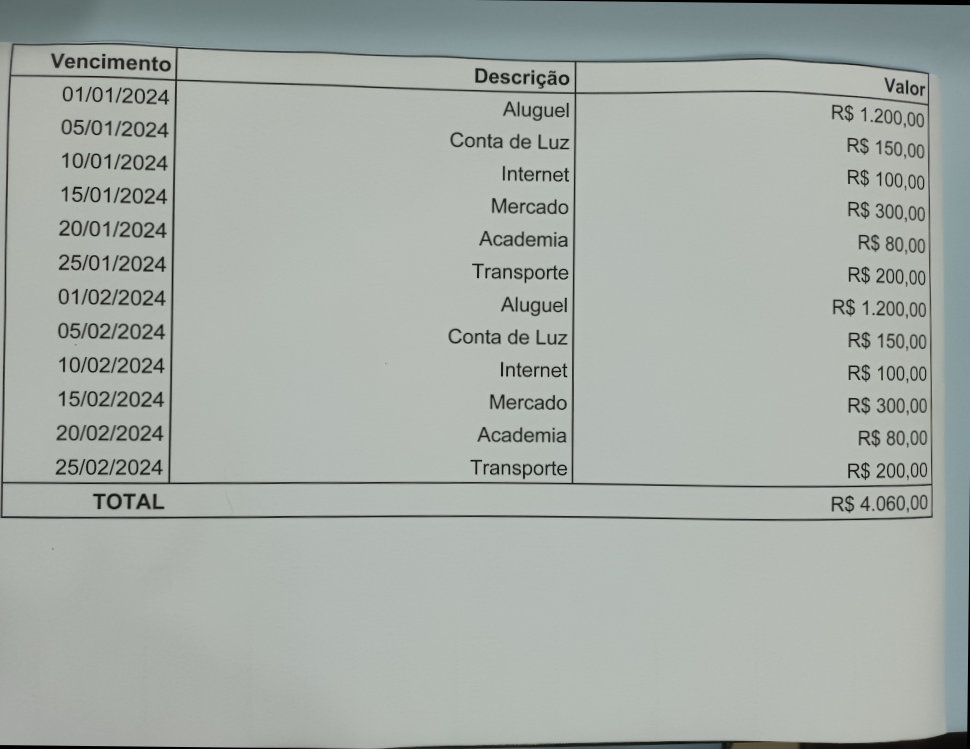 Vencimento Descrição Valor
01/01/2024 Aluguel R$ 1.200,00
05/01/2024 Conta de Luz R$ 150,00
10/01/2024 Internet R$ 100,00
15/01/2024 Mercado R$ 300,00
20/01/2024 Academia R$ 80,00
25/01/2024 Transporte R$ 200,00
01/02/2024 Aluguel R$ 1.200,00
05/02/2024 Conta de Luz R$ 150,00
10/02/2024 Internet R$ 100,00
15/02/2024 Mercado R$ 300,00
20/02/2024 Academia R$ 80,00
25/02/2024 Transporte R$ 200,00
TOTAL R$ 4.060,00